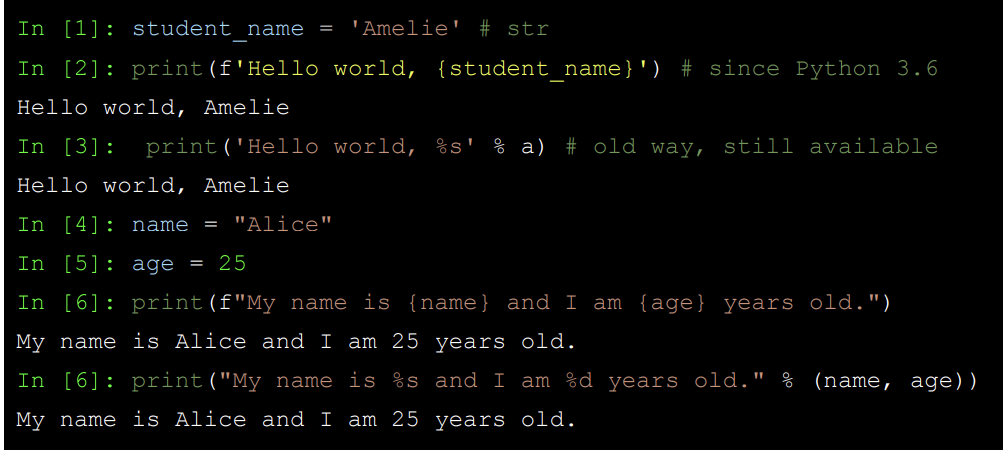 In [1]: student_name = 'Amelie' # str
In [2]: print(f'Hello world, {student_name}') # since Python 3.6
Hello world, Amelie
In [3]:  print('Hello world, %s' % a) # old way, still available
Hello world, Amelie
In [4]: name = "Alice"
In [5]: age = 25
In [6]: print(f"My name is {name} and I am {age} years old.")
My name is Alice and I am 25 years old.
In [6]: print("My name is %s and I am %d years old." % (name, age))
My name is Alice and I am 25 years old.